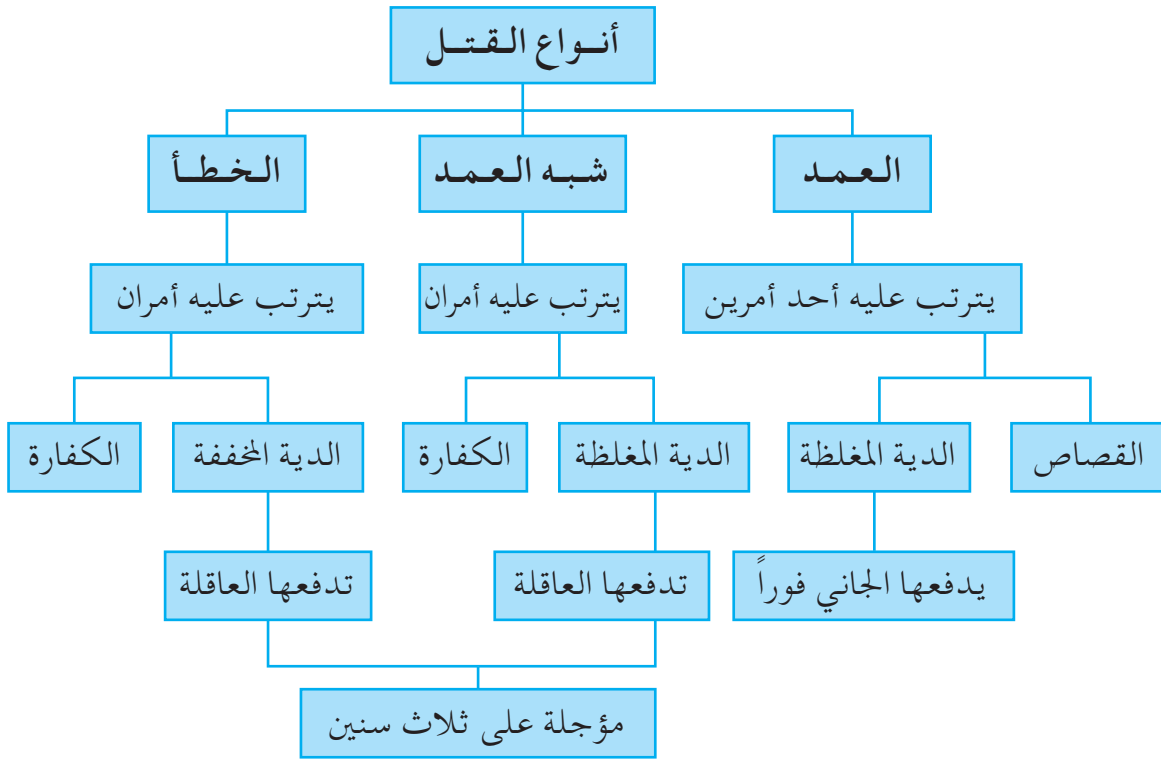 أنواع القتل
العمد
شبه العمد
الخطأ
يترتب عليه أحد أمرين
يترتب عليه أمران
يترتب عليه أمران
القصاص
الدية المغلظة
الدية المغلظة
الكفارة
الدية المخففة
الكفارة
يدفعها الجاني فوراً
تدفعها العاقلة
تدفعها العاقلة
مؤجلة على ثلاث سنين